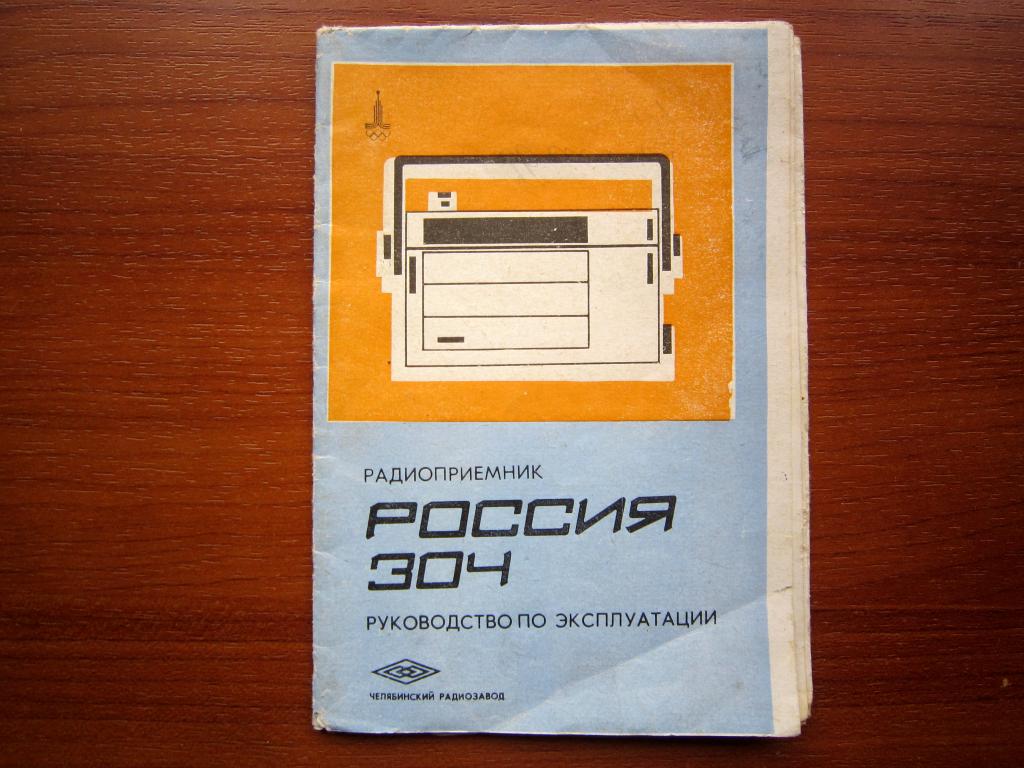 РАДИОПРИЕМНИК
РОССИЯ
304
РУКОВОДСТВО ПО ЭКСПЛУАТАЦИИ
ЧЕЛЯБИНСКИЙ РАДИОЗАВОД